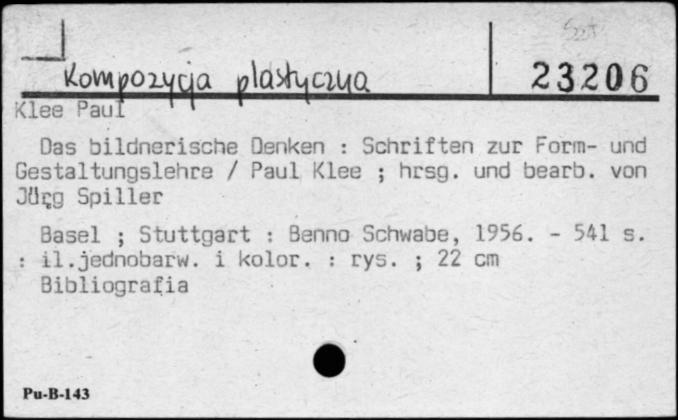 Kompozycja plastyczna
23206
Klee Paul
Das bildnerische Denken : Schriften zur Form- und
Gestaltungslehre / Paul Klee ; hrsg. und bearb. von
Jürg Spiller
Basel ; Stuttgart : Benno Schwabe, 1956. - 541 s.
: il.jednobarw. i kolor. : rys. ; 22 cm
Bibliografia
Pu-B-143